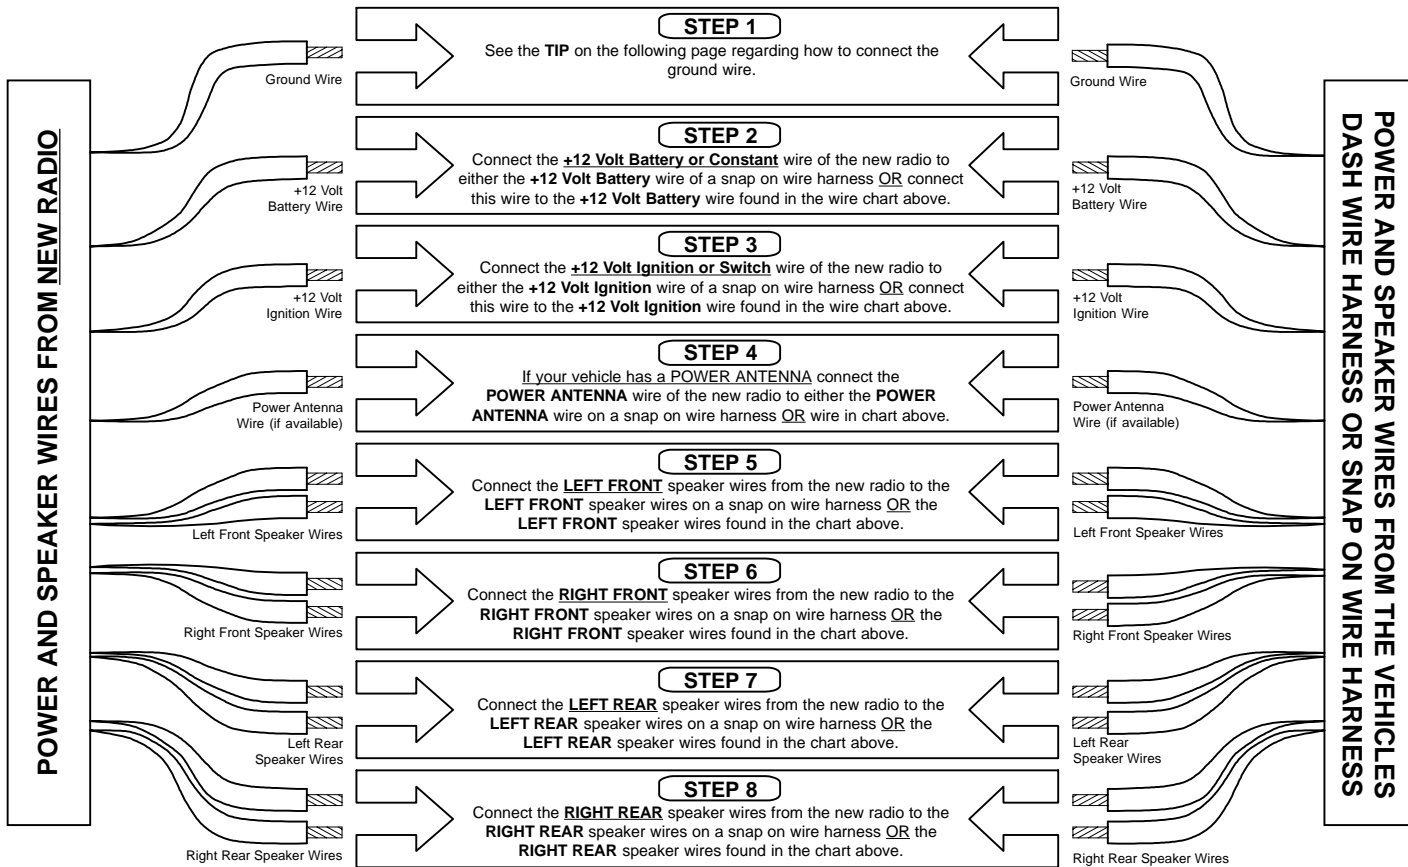 POWER AND SPEAKER WIRES FROM NEW RADIO
STEP 1
See the TIP on the following page regarding how to connect the
ground wire.
Ground Wire
Ground Wire
STEP 2
Connect the +12 Volt Battery or Constant wire of the new radio to
either the +12 Volt Battery wire of a snap on wire harness OR connect
this wire to the +12 Volt Battery wire found in the wire chart above.
+12 Volt
Battery Wire
+12 Volt
Battery Wire
STEP 3
Connect the +12 Volt Ignition or Switch wire of the new radio to
either the +12 Volt Ignition wire of a snap on wire harness OR connect
this wire to the +12 Volt Ignition wire found in the wire chart above.
+12 Volt
Ignition Wire
+12 Volt
Ignition Wire
STEP 4
If your vehicle has a POWER ANTENNA connect the
POWER ANTENNA wire of the new radio to either the POWER
ANTENNA wire on a snap on wire harness OR wire in chart above.
Power Antenna
Wire (if available)
Power Antenna
Wire (if available)
STEP 5
Connect the LEFT FRONT speaker wires from the new radio to the
LEFT FRONT speaker wires on a snap on wire harness OR the
LEFT FRONT speaker wires found in the chart above.
Left Front Speaker Wires
Left Front Speaker Wires
STEP 6
Connect the RIGHT FRONT speaker wires from the new radio to the
RIGHT FRONT speaker wires on a snap on wire harness OR the
RIGHT FRONT speaker wires found in the chart above.
Right Front Speaker Wires
Right Front Speaker Wires
STEP 7
Connect the LEFT REAR speaker wires from the new radio to the
LEFT REAR speaker wires on a snap on wire harness OR the
LEFT REAR speaker wires found in the chart above.
Left Rear
Speaker Wires
Left Rear
Speaker Wires
STEP 8
Connect the RIGHT REAR speaker wires from the new radio to the
RIGHT REAR speaker wires on a snap on wire harness OR the
RIGHT REAR speaker wires found in the chart above.
Right Rear Speaker Wires
Right Rear Speaker Wires
POWER AND SPEAKER WIRES FROM THE VEHICLES
DASH WIRE HARNESS OR SNAP ON WIRE HARNESS